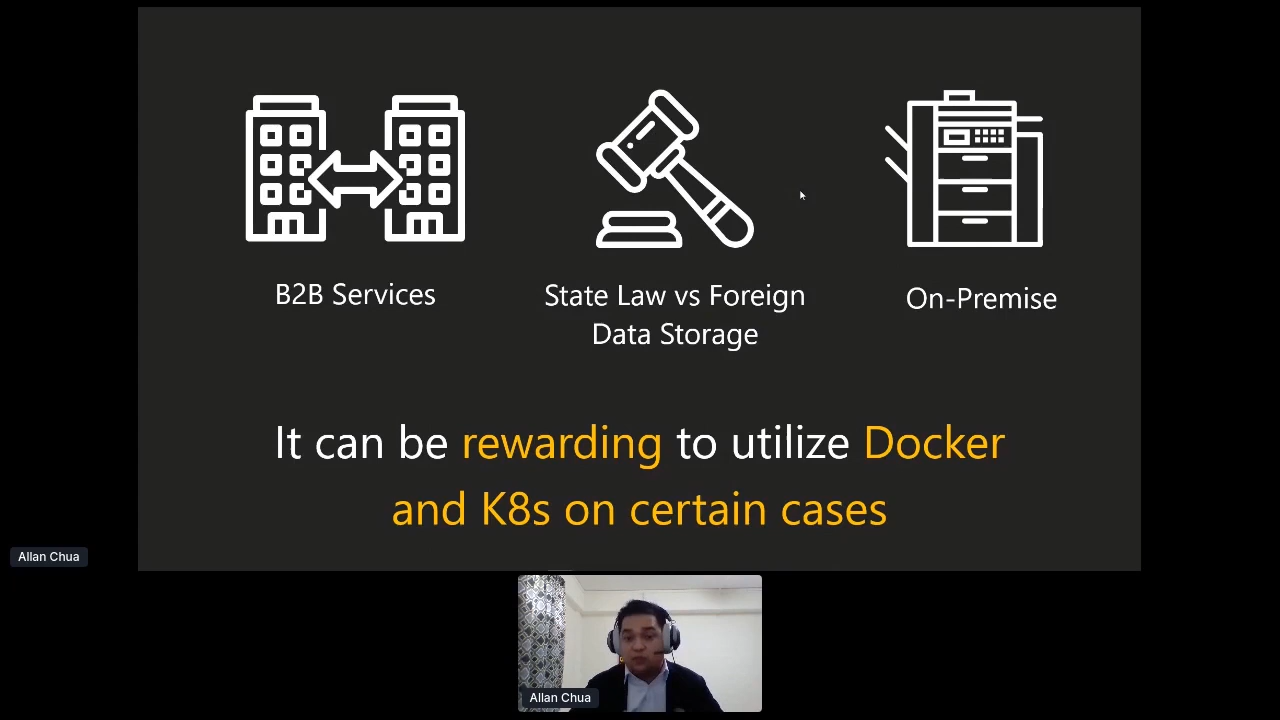 B2B Services
State Law vs Foreign
Data Storage
On-Premise
It can be rewarding to utilize Docker
and K8s on certain cases
Allan Chua
Allan Chua